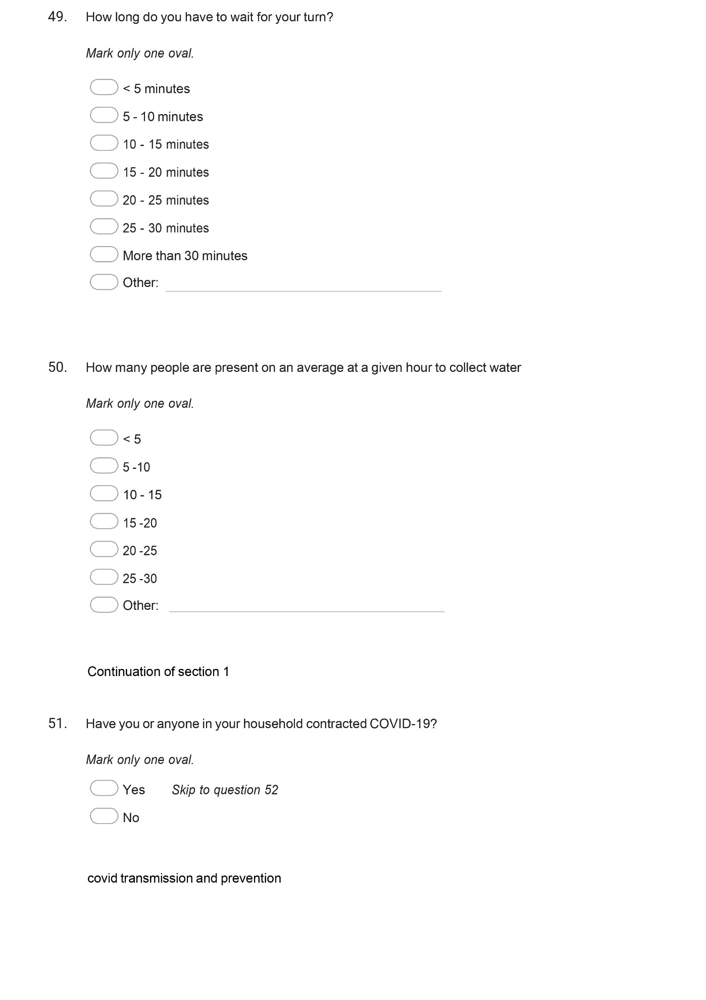 49. How long do you have to wait for your turn?
Mark only one oval.
< 5 minutes
5 - 10 minutes
10 - 15 minutes
15 - 20 minutes
20 - 25 minutes
25 - 30 minutes
More than 30 minutes
Other:
50. How many people are present on an average at a given hour to collect water
Mark only one oval.
< 5
5 -10
10 - 15
15 -20
20 -25
25 -30
Other:
Continuation of section 1
51. Have you or anyone in your household contracted COVID-19?
Mark only one oval.
Yes Skip to question 52
No
covid transmission and prevention